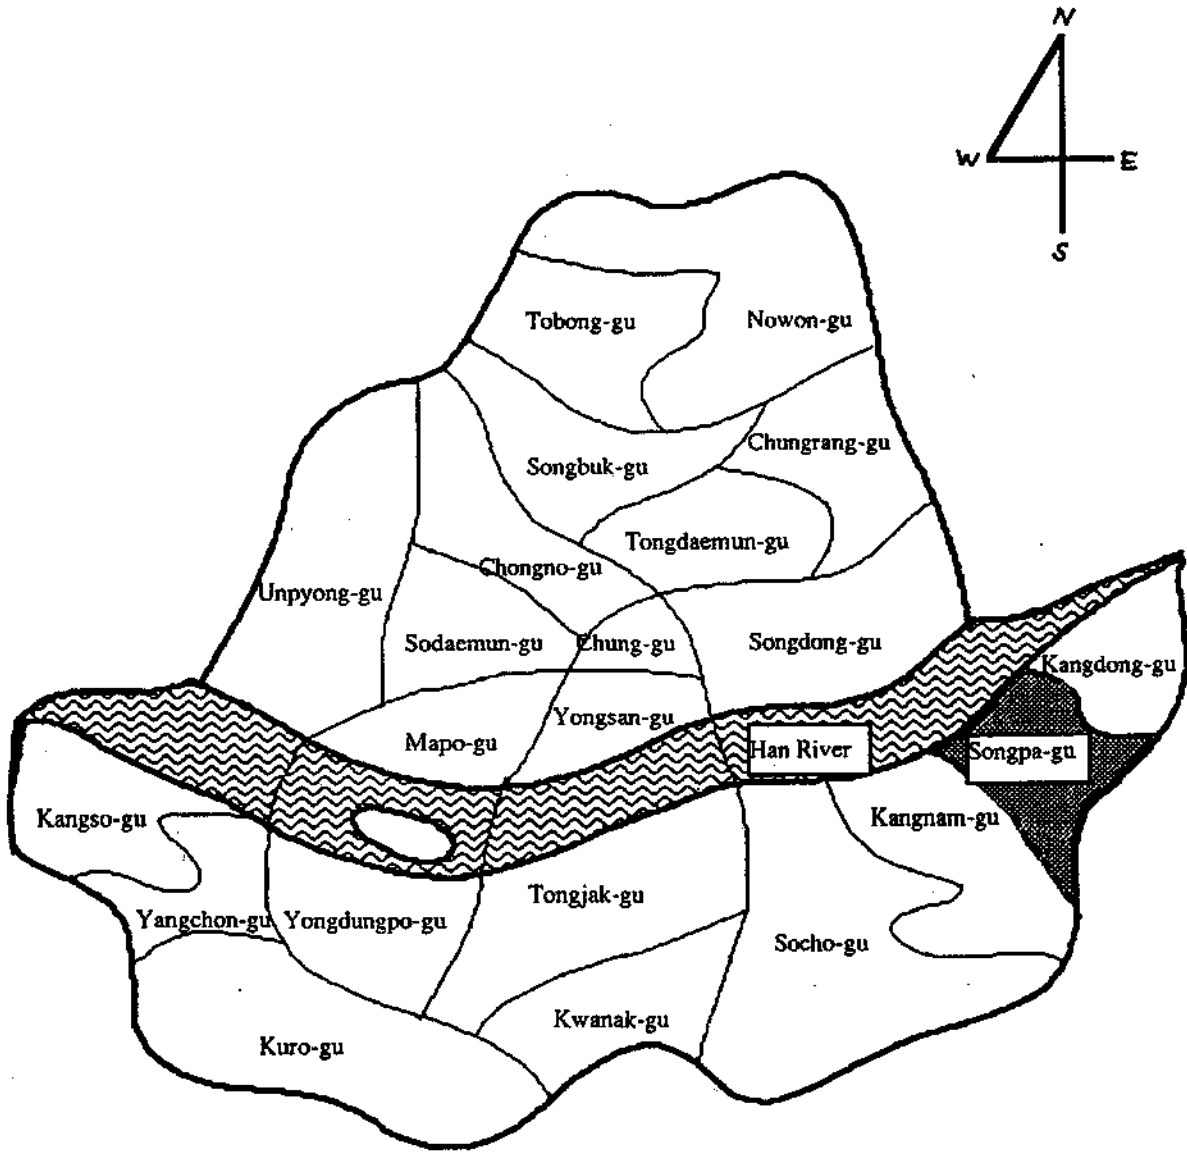 N
W E
S
Tobong-gu
Nowon-gu
Songbuk-gu
Chungrang-gu
Tongdaemun-gu
Chongno-gu
Unpyong-gu
Sodaemun-gu
Chung-gu
Songdong-gu
Kangdong-gu
Yongsan-gu
Mapo-gu
Han River
Songpa-gu
Kangso-gu
Kangnam-gu
Tongjak-gu
Yangchon-gu
Yongdungpo-gu
Socho-gu
Kwanak-gu
Kuro-gu